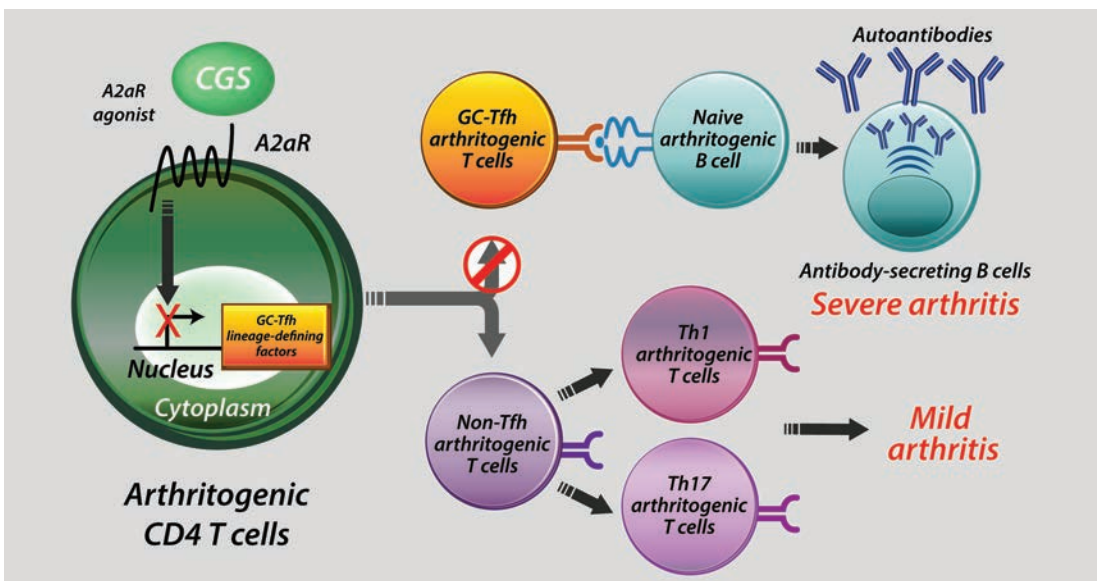 CGS
A2aR
agonist
A2aR
GC-Tfh
lineage-defining
factors
Nucleus
Cytoplasm
Arthritogenic
CD4 T cells
GC-Tfh
arthritogenic
T cells
Naive
arthritogenic
B cell
Autoantibodies
Antibody-secreting B cells
Severe arthritis
Non-Tfh
arthritogenic
T cells
Th1
arthritogenic
T cells
Th17
arthritogenic
T cells
Mild
arthritis